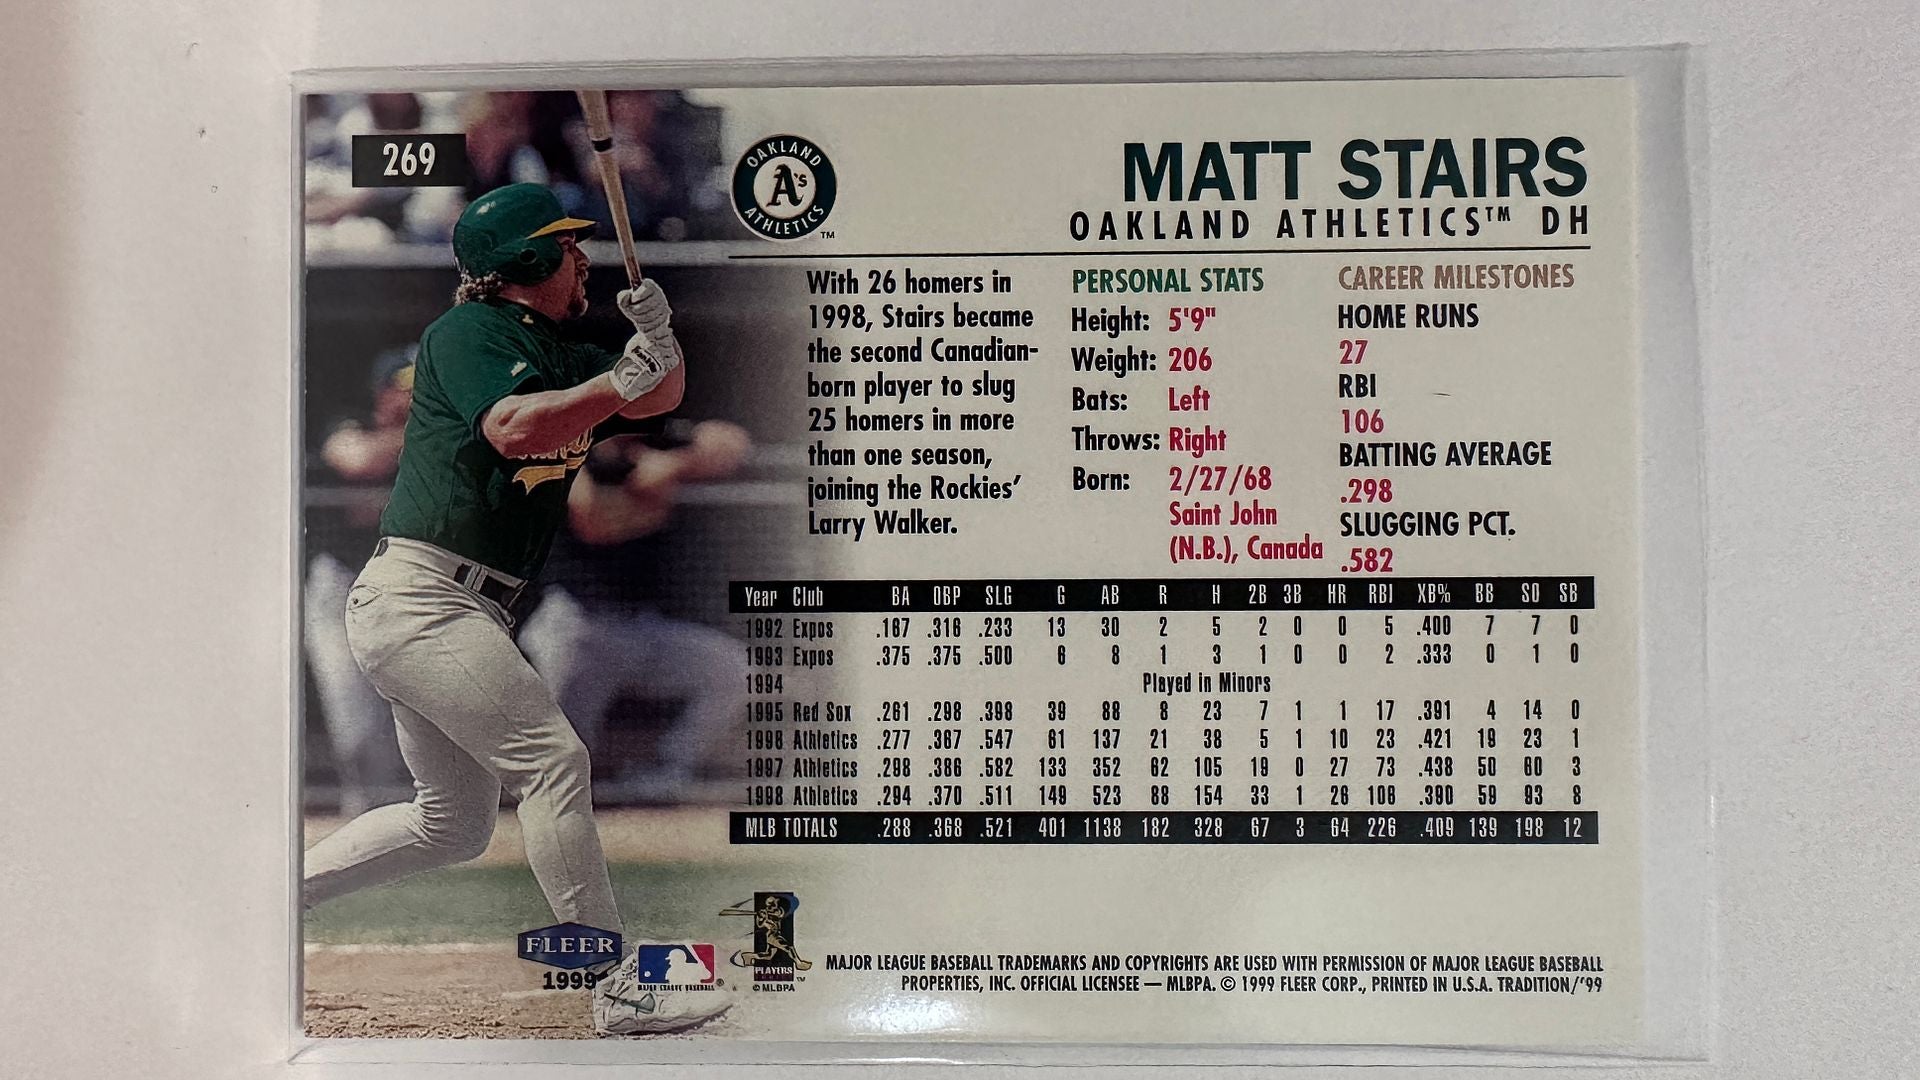 269
OAKLAND
A's
ATHLETICS
TM
MATT STAIRS
OAKLAND ATHLETICS™ DH
With 26 homers in
1998, Stairs became
the second Canadian-
born player to slug
25 homers in more
than one season,
joining the Rockies'
Larry Walker.
PERSONAL STATS
Height: 5'9"
Weight: 206
Bats: Left
Throws: Right
Born: 2/27/68
Saint John
(N.B.), Canada
CAREER MILESTONES
HOME RUNS
27
RBI
106
BATTING AVERAGE
.298
SLUGGING PCT.
.582
Year Club BA OBP SLG G AB R H 2B 3B HR RBI XB% BB SO SB
1992 Expos .167 .316 .233 13 30 2 5 2 0 0 5 .400 7 7 0
1993 Expos .375 .375 .500 6 8 1 3 1 0 0 2 .333 0 1 0
1994 Played in Minors
1995 Red Sox .261 .298 .398 39 88 8 23 7 1 1 17 .391 4 14 0
1996 Athletics .277 .367 .547 61 137 21 38 5 1 10 23 .421 19 23 1
1997 Athletics .298 .386 .582 133 352 62 105 19 0 27 73 .438 50 60 3
1998 Athletics .294 .370 .511 149 523 88 154 33 1 26 106 .390 59 93 8
MLB TOTALS .288 .368 .521 401 1138 182 328 67 3 64 226 .409 139 198 12
FLEER
1999
MAJOR LEAGUE BASEBALL
PLAYERS
© MLBPA
MAJOR LEAGUE BASEBALL TRADEMARKS AND COPYRIGHTS ARE USED WITH PERMISSION OF MAJOR LEAGUE BASEBALL
PROPERTIES, INC. OFFICIAL LICENSEE — MLBPA. © 1999 FLEER CORP., PRINTED IN U.S.A. TRADITION/'99